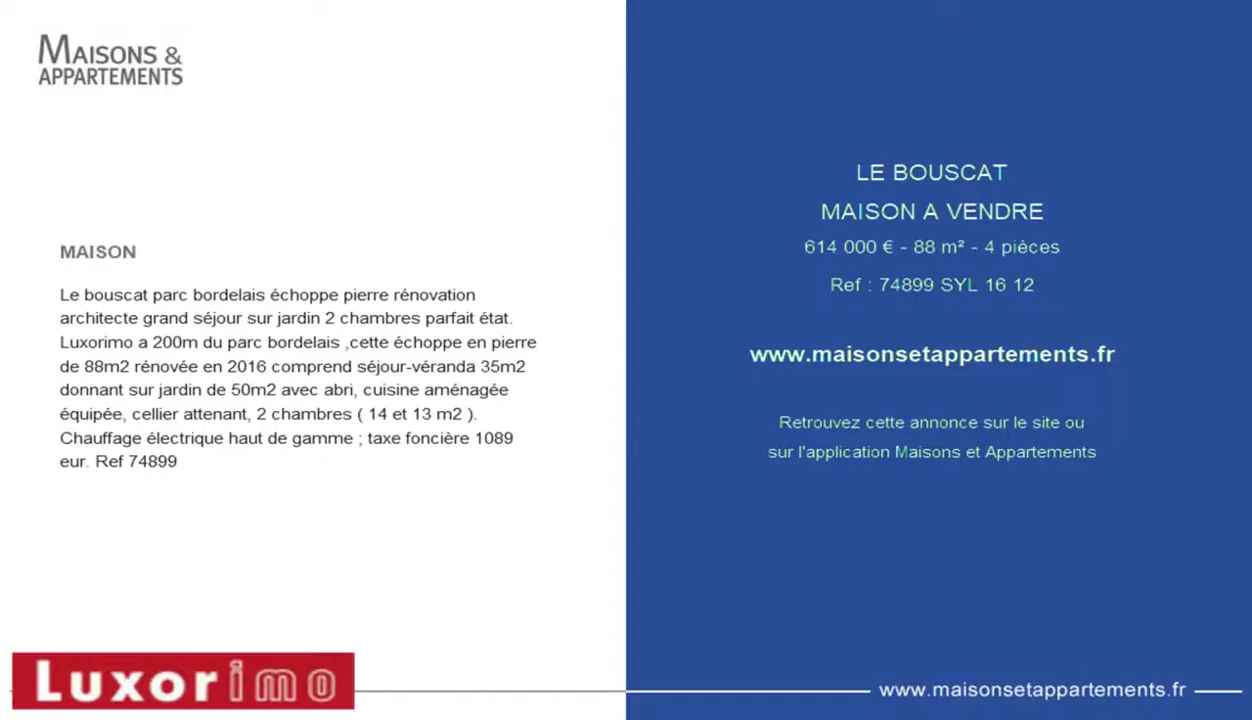 MAISONS &
APPARTEMENTS
MAISON
Le bouscat parc bordelais échoppe pierre rénovation
architecte grand séjour sur jardin 2 chambres parfait état.
Luxorimo a 200m du parc bordelais ,cette échoppe en pierre
de 88m2 rénovée en 2016 comprend séjour-véranda 35m2
donnant sur jardin de 50m2 avec abri, cuisine aménagée
équipée, cellier attenant, 2 chambres ( 14 et 13 m2 ).
Chauffage électrique haut de gamme ; taxe foncière 1089
eur. Ref 74899
Luxorimo
LE BOUSCAT
MAISON A VENDRE
614 000 € - 88 m² - 4 pièces
Ref : 74899 SYL 16 12
www.maisonsetappartements.fr
Retrouvez cette annonce sur le site ou
sur l'application Maisons et Appartements
www.maisonsetappartements.fr